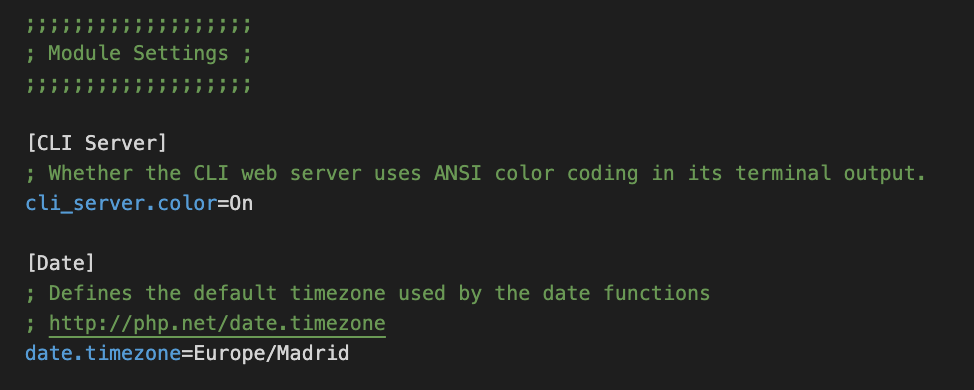 ;;;;;;;;;;;;;;;;;;;
; Module Settings ;
;;;;;;;;;;;;;;;;;;;
[CLI Server]
; Whether the CLI web server uses ANSI color coding in its terminal output.
cli_server.color=On
[Date]
; Defines the default timezone used by the date functions
; http://php.net/date.timezone
date.timezone=Europe/Madrid